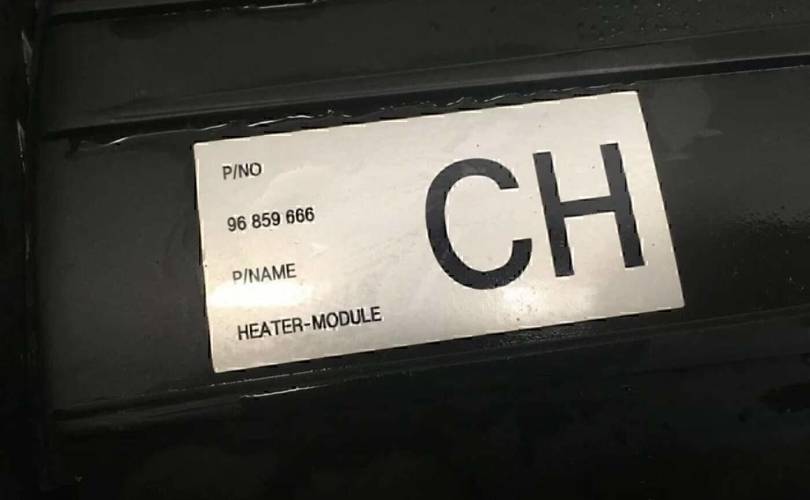 P/NO
96 859 666
P/NAME
HEATER-MODULE
CH